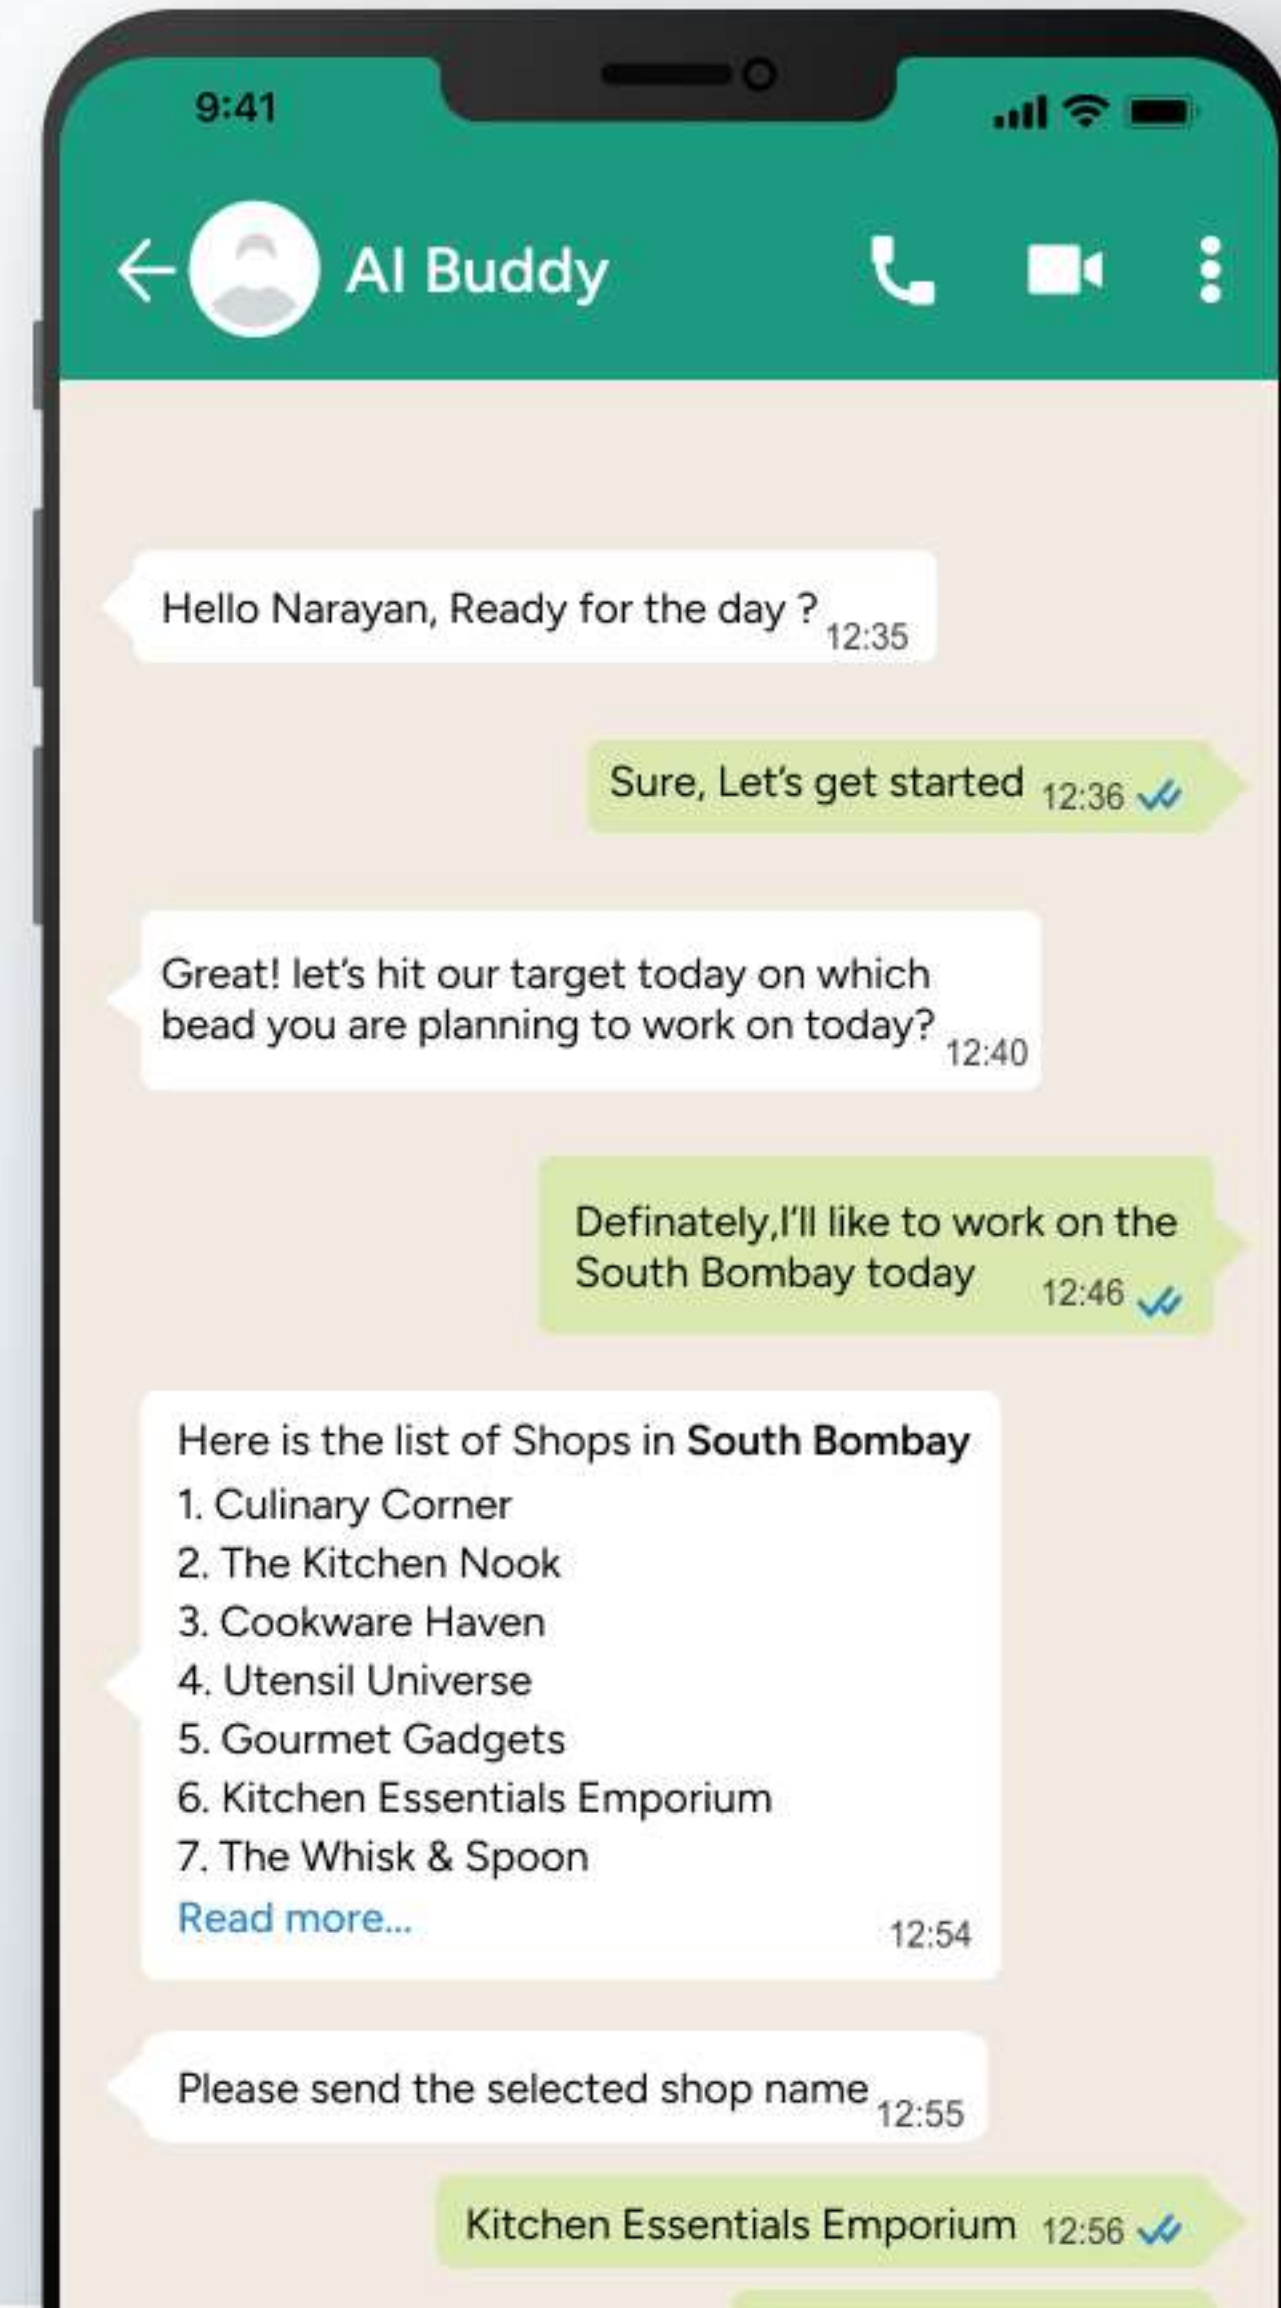 9:41
AI Buddy
Hello Narayan, Ready for the day ?
12:35
Sure, Let's get started 12:36
Great! let's hit our target today on which
bead you are planning to work on today?
12:40
Definately,I'll like to work on the
South Bombay today 12:46
Here is the list of Shops in South Bombay
1. Culinary Corner
2. The Kitchen Nook
3. Cookware Haven
4. Utensil Universe
5. Gourmet Gadgets
6. Kitchen Essentials Emporium
7. The Whisk & Spoon
Read more...
12:54
Please send the selected shop name
12:55
Kitchen Essentials Emporium 12:56